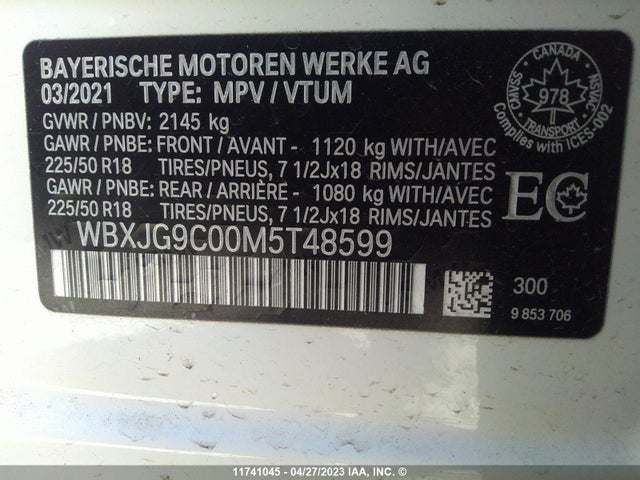 BAYERISCHE MOTOREN WERKE AG
03/2021 TYPE: MPV / VTUM
GVWR / PNBV: 2145 kg
GAWR / PNBE: FRONT / AVANT - 1120 kg WITH/AVEC
225/50 R18 TIRES/PNEUS, 7 1/2Jx18 RIMS/JANTES
GAWR / PNBE: REAR / ARRIÈRE - 1080 kg WITH/AVEC
225/50 R18 TIRES/PNEUS, 7 1/2Jx18 RIMS/JANTES
WBXJG9C00M5T48599
CANADA
CMVSS
NSVAC
978
TRANSPORT
Complies with ICES-002
EC
300
9 853 706
11741045 - 04/27/2023 IAA, INC. ©